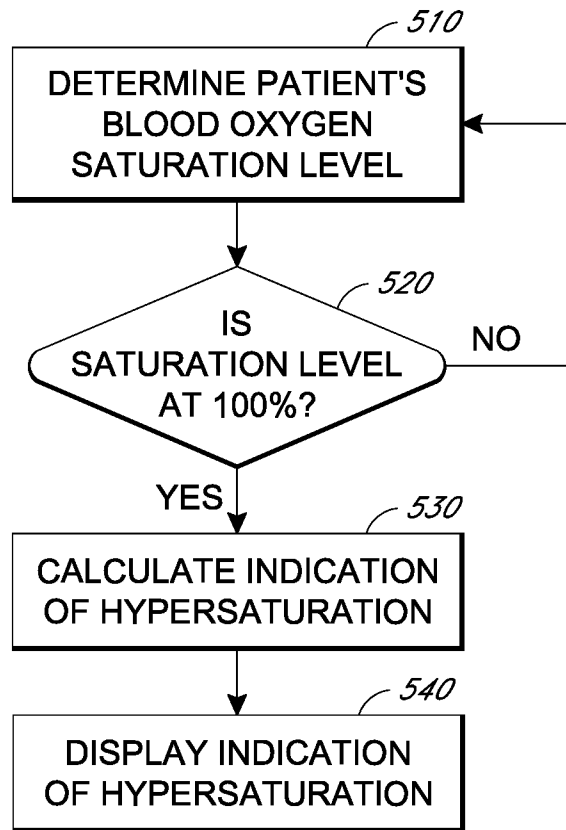 510
DETERMINE PATIENT'S
BLOOD OXYGEN
SATURATION LEVEL
520
IS
SATURATION LEVEL
AT 100%?
NO
YES
530
CALCULATE INDICATION
OF HYPERSATURATION
540
DISPLAY INDICATION
OF HYPERSATURATION